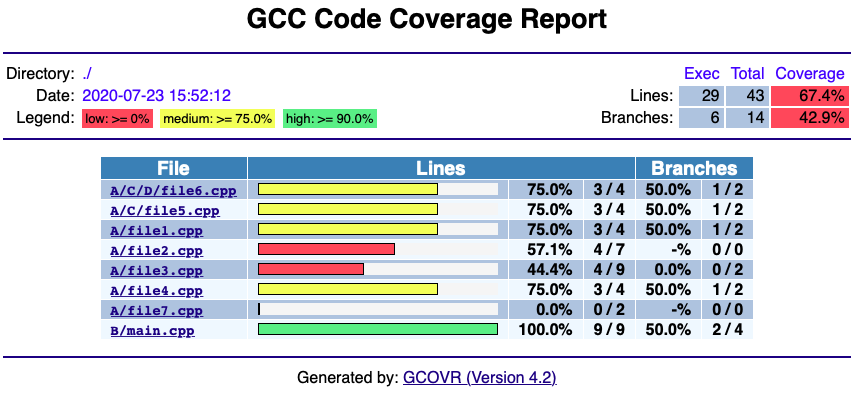 GCC Code Coverage Report
Directory: ./ Exec Total Coverage
Date: 2020-07-23 15:52:12 Lines: 29 43 67.4%
Legend: low: >= 0% medium: >= 75.0% high: >= 90.0% Branches: 6 14 42.9%
File Lines Branches
A/C/D/file6.cpp 75.0% 3 / 4 50.0% 1 / 2
A/C/file5.cpp 75.0% 3 / 4 50.0% 1 / 2
A/file1.cpp 75.0% 3 / 4 50.0% 1 / 2
A/file2.cpp 57.1% 4 / 7 -% 0 / 0
A/file3.cpp 44.4% 4 / 9 0.0% 0 / 2
A/file4.cpp 75.0% 3 / 4 50.0% 1 / 2
A/file7.cpp 0.0% 0 / 2 -% 0 / 0
B/main.cpp 100.0% 9 / 9 50.0% 2 / 4
Generated by: GCOVR (Version 4.2)